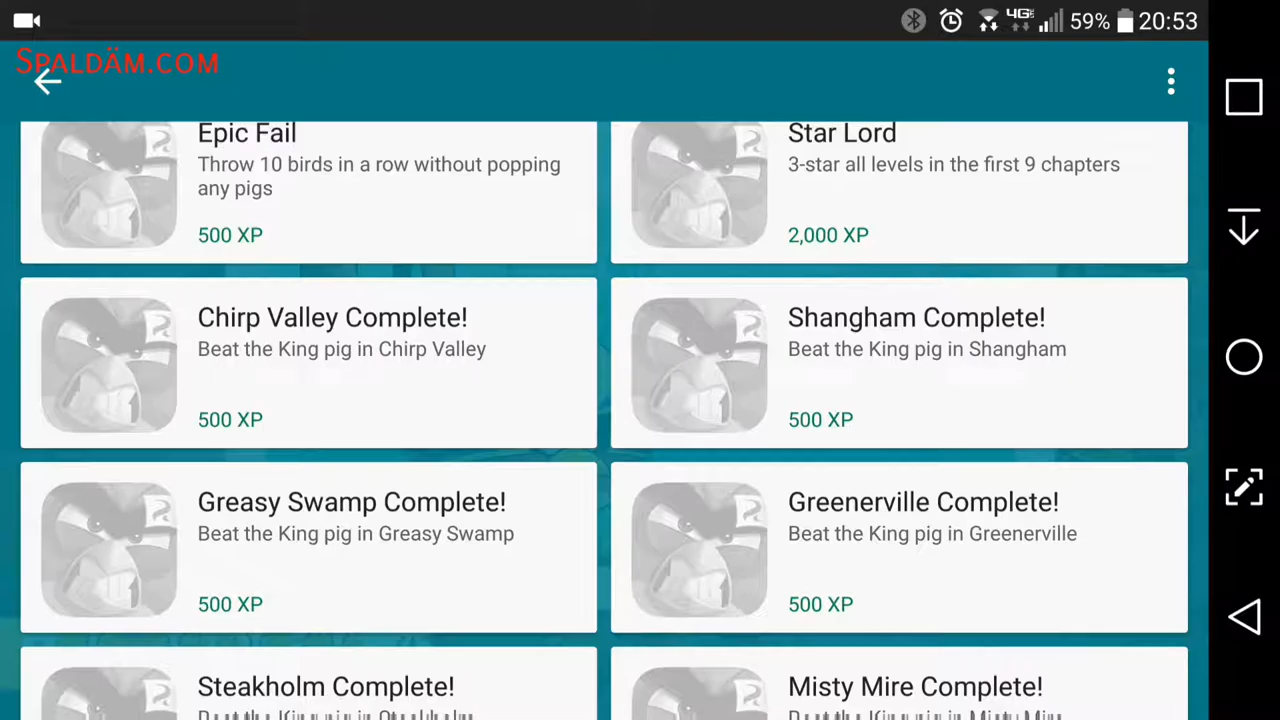 4G
59%
20:53
SPALDÄM.COM
Epic Fail
Throw 10 birds in a row without popping
any pigs
500 XP
Star Lord
3-star all levels in the first 9 chapters
2,000 XP
Chirp Valley Complete!
Beat the King pig in Chirp Valley
500 XP
Shangham Complete!
Beat the King pig in Shangham
500 XP
Greasy Swamp Complete!
Beat the King pig in Greasy Swamp
500 XP
Greenerville Complete!
Beat the King pig in Greenerville
500 XP
Steakholm Complete!
Misty Mire Complete!